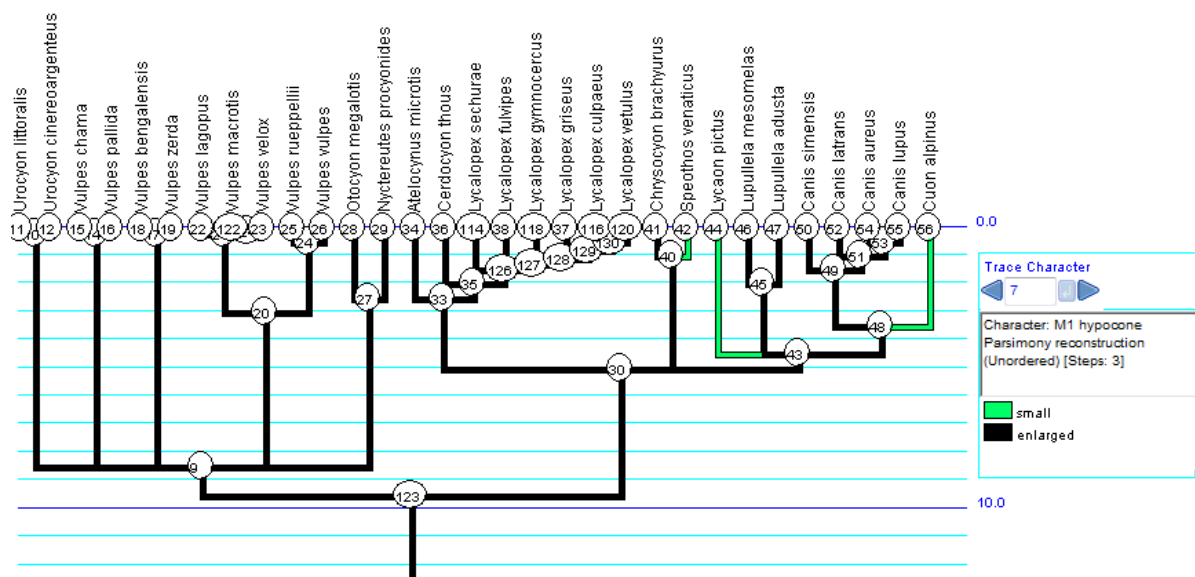 Urocyon littoralis
Urocyon cinereoargenteus
Vulpes chama
Vulpes pallida
Vulpes bengalensis
Vulpes zerda
Vulpes lagopus
Vulpes macrotis
Vulpes velox
Vulpes rueppellii
Vulpes vulpes
Otocyon megalotis
Nyctereutes procyonides
Atelocynus microtis
Cerdocyon thous
Lycalopex sechurae
Lycalopex fulvipes
Lycalopex gymnocercus
Lycalopex griseus
Lycalopex culpaeus
Lycalopex vetulus
Chrysocyon brachyurus
Speothos venaticus
Lycaon pictus
Lupullela mesomelas
Lupullela adusta
Canis simensis
Canis latrans
Canis aureus
Canis lupus
Cuon alpinus
11 12 15 16 18 19 22 122 23 25 26 28 29 34 36 114 38 118 37 116 120 41 42 44 46 47 50 52 54 55 56
0.0
24 130 53
40 129 51
126 127 128 49
35 45
27 33
20
48
43
30
9
123
10.0
Trace Character
7
Character: M1 hypocone
Parsimony reconstruction
(Unordered) [Steps: 3]
small
enlarged